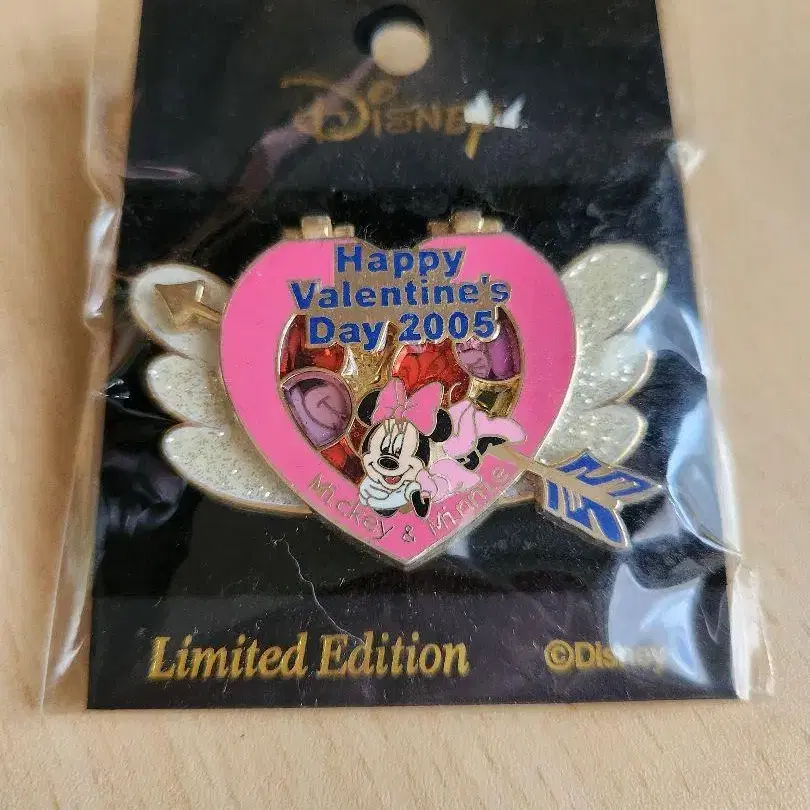 Disney
Happy
Valentine's
Day 2005
Mickey & Minnie
Limited Edition
©Disney